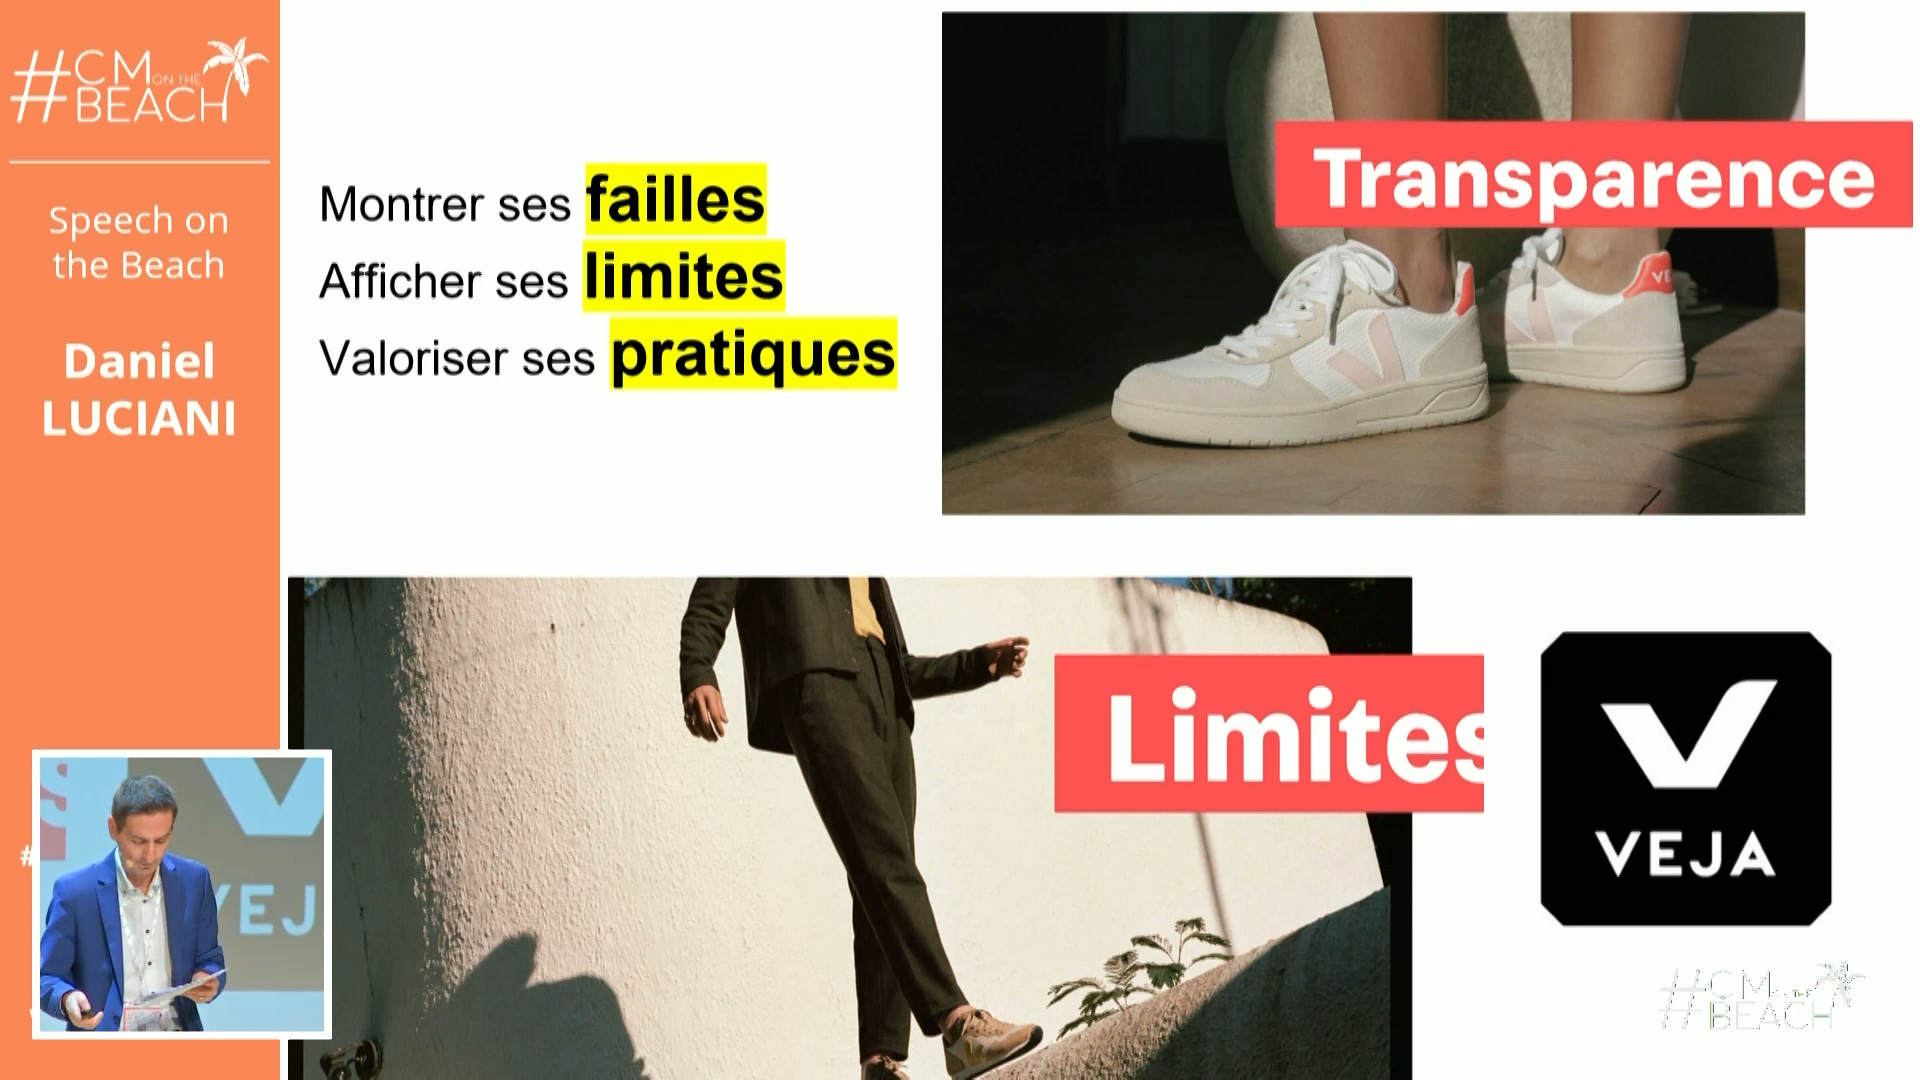 #CM ON THE
BEACH
Speech on
the Beach
Daniel
LUCIANI
Montrer ses failles
Afficher ses limites
Valoriser ses pratiques
Transparence
Limites
VEJA
#CM
BEACH
#
VEJ